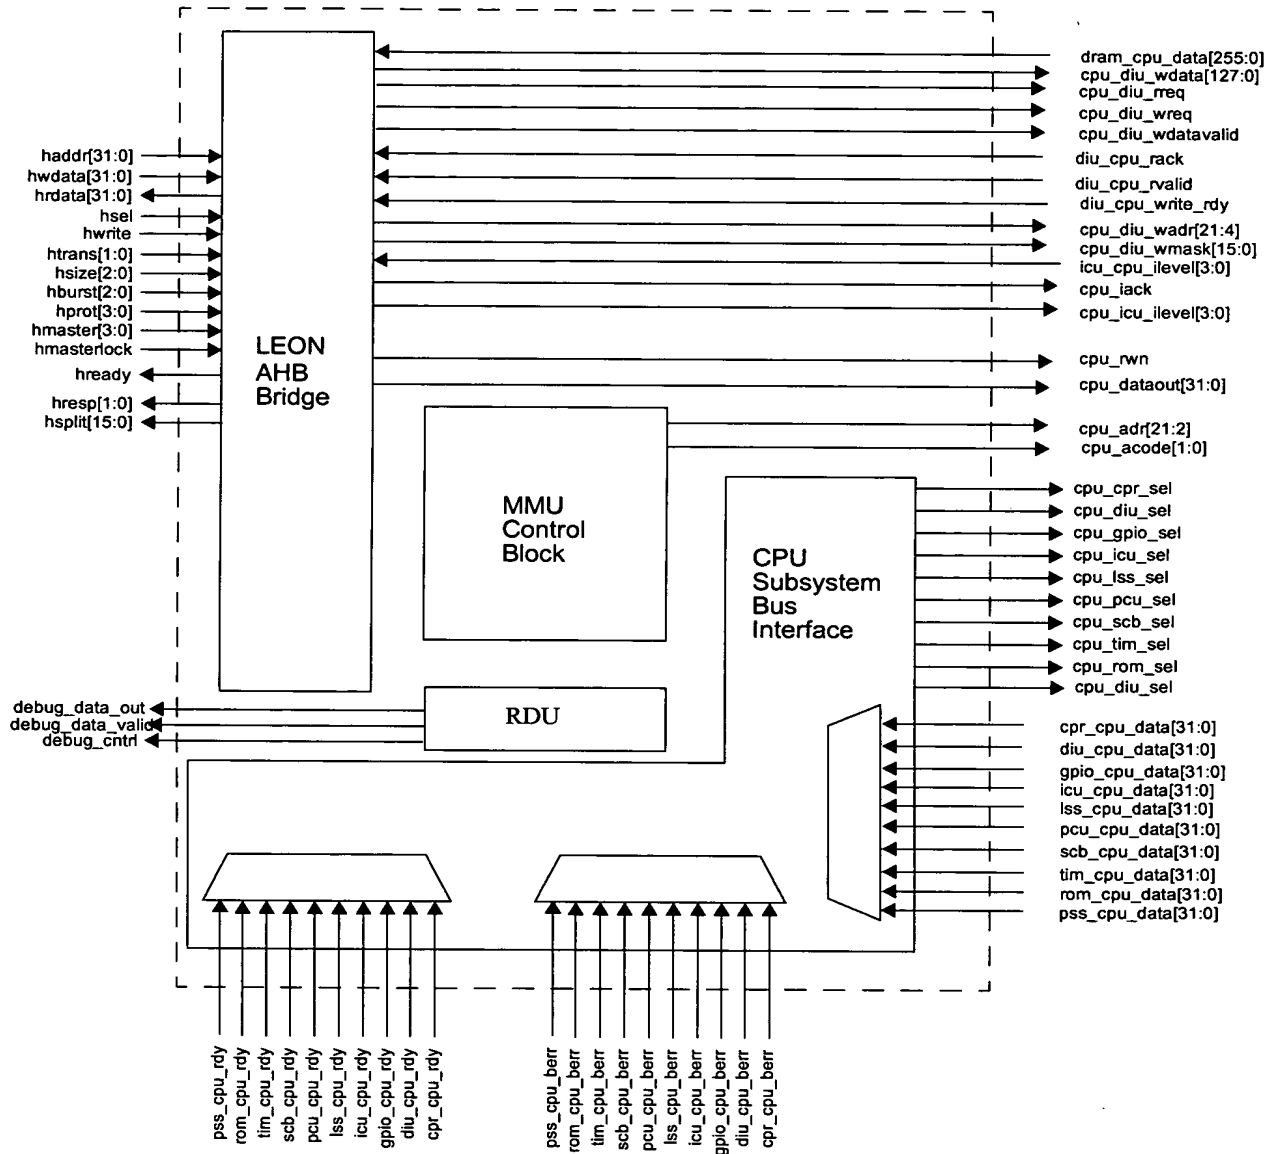 haddr[31:0]
hwdata[31:0]
hrdata[31:0]
hsel
hwrite
htrans[1:0]
hsize[2:0]
hburst[2:0]
hprot[3:0]
hmaster[3:0]
hmasterlock
hready
hresp[1:0]
hsplit[15:0]
LEON
AHB
Bridge
dram_cpu_data[255:0]
cpu_diu_wdata[127:0]
cpu_diu_rreq
cpu_diu_wreq
cpu_diu_wdatavalid
diu_cpu_rack
diu_cpu_rvalid
diu_cpu_write_rdy
cpu_diu_wadr[21:4]
cpu_diu_wmask[15:0]
icu_cpu_ilevel[3:0]
cpu_iack
cpu_icu_ilevel[3:0]
cpu_rwn
cpu_dataout[31:0]
cpu_adr[21:2]
cpu_acode[1:0]
MMU
Control
Block
CPU
Subsystem
Bus
Interface
cpu_cpr_sel
cpu_diu_sel
cpu_gpio_sel
cpu_icu_sel
cpu_lss_sel
cpu_pcu_sel
cpu_scb_sel
cpu_tim_sel
cpu_rom_sel
cpu_diu_sel
debug_data_out
debug_data_valid
debug_cntrl
RDU
cpr_cpu_data[31:0]
diu_cpu_data[31:0]
gpio_cpu_data[31:0]
icu_cpu_data[31:0]
lss_cpu_data[31:0]
pcu_cpu_data[31:0]
scb_cpu_data[31:0]
tim_cpu_data[31:0]
rom_cpu_data[31:0]
pss_cpu_data[31:0]
pss_cpu_rdy
rom_cpu_rdy
tim_cpu_rdy
scb_cpu_rdy
pcu_cpu_rdy
lss_cpu_rdy
icu_cpu_rdy
gpio_cpu_rdy
diu_cpu_rdy
cpr_cpu_rdy
pss_cpu_berr
rom_cpu_berr
tim_cpu_berr
scb_cpu_berr
pcu_cpu_berr
lss_cpu_berr
icu_cpu_berr
gpio_cpu_berr
diu_cpu_berr
cpr_cpu_berr